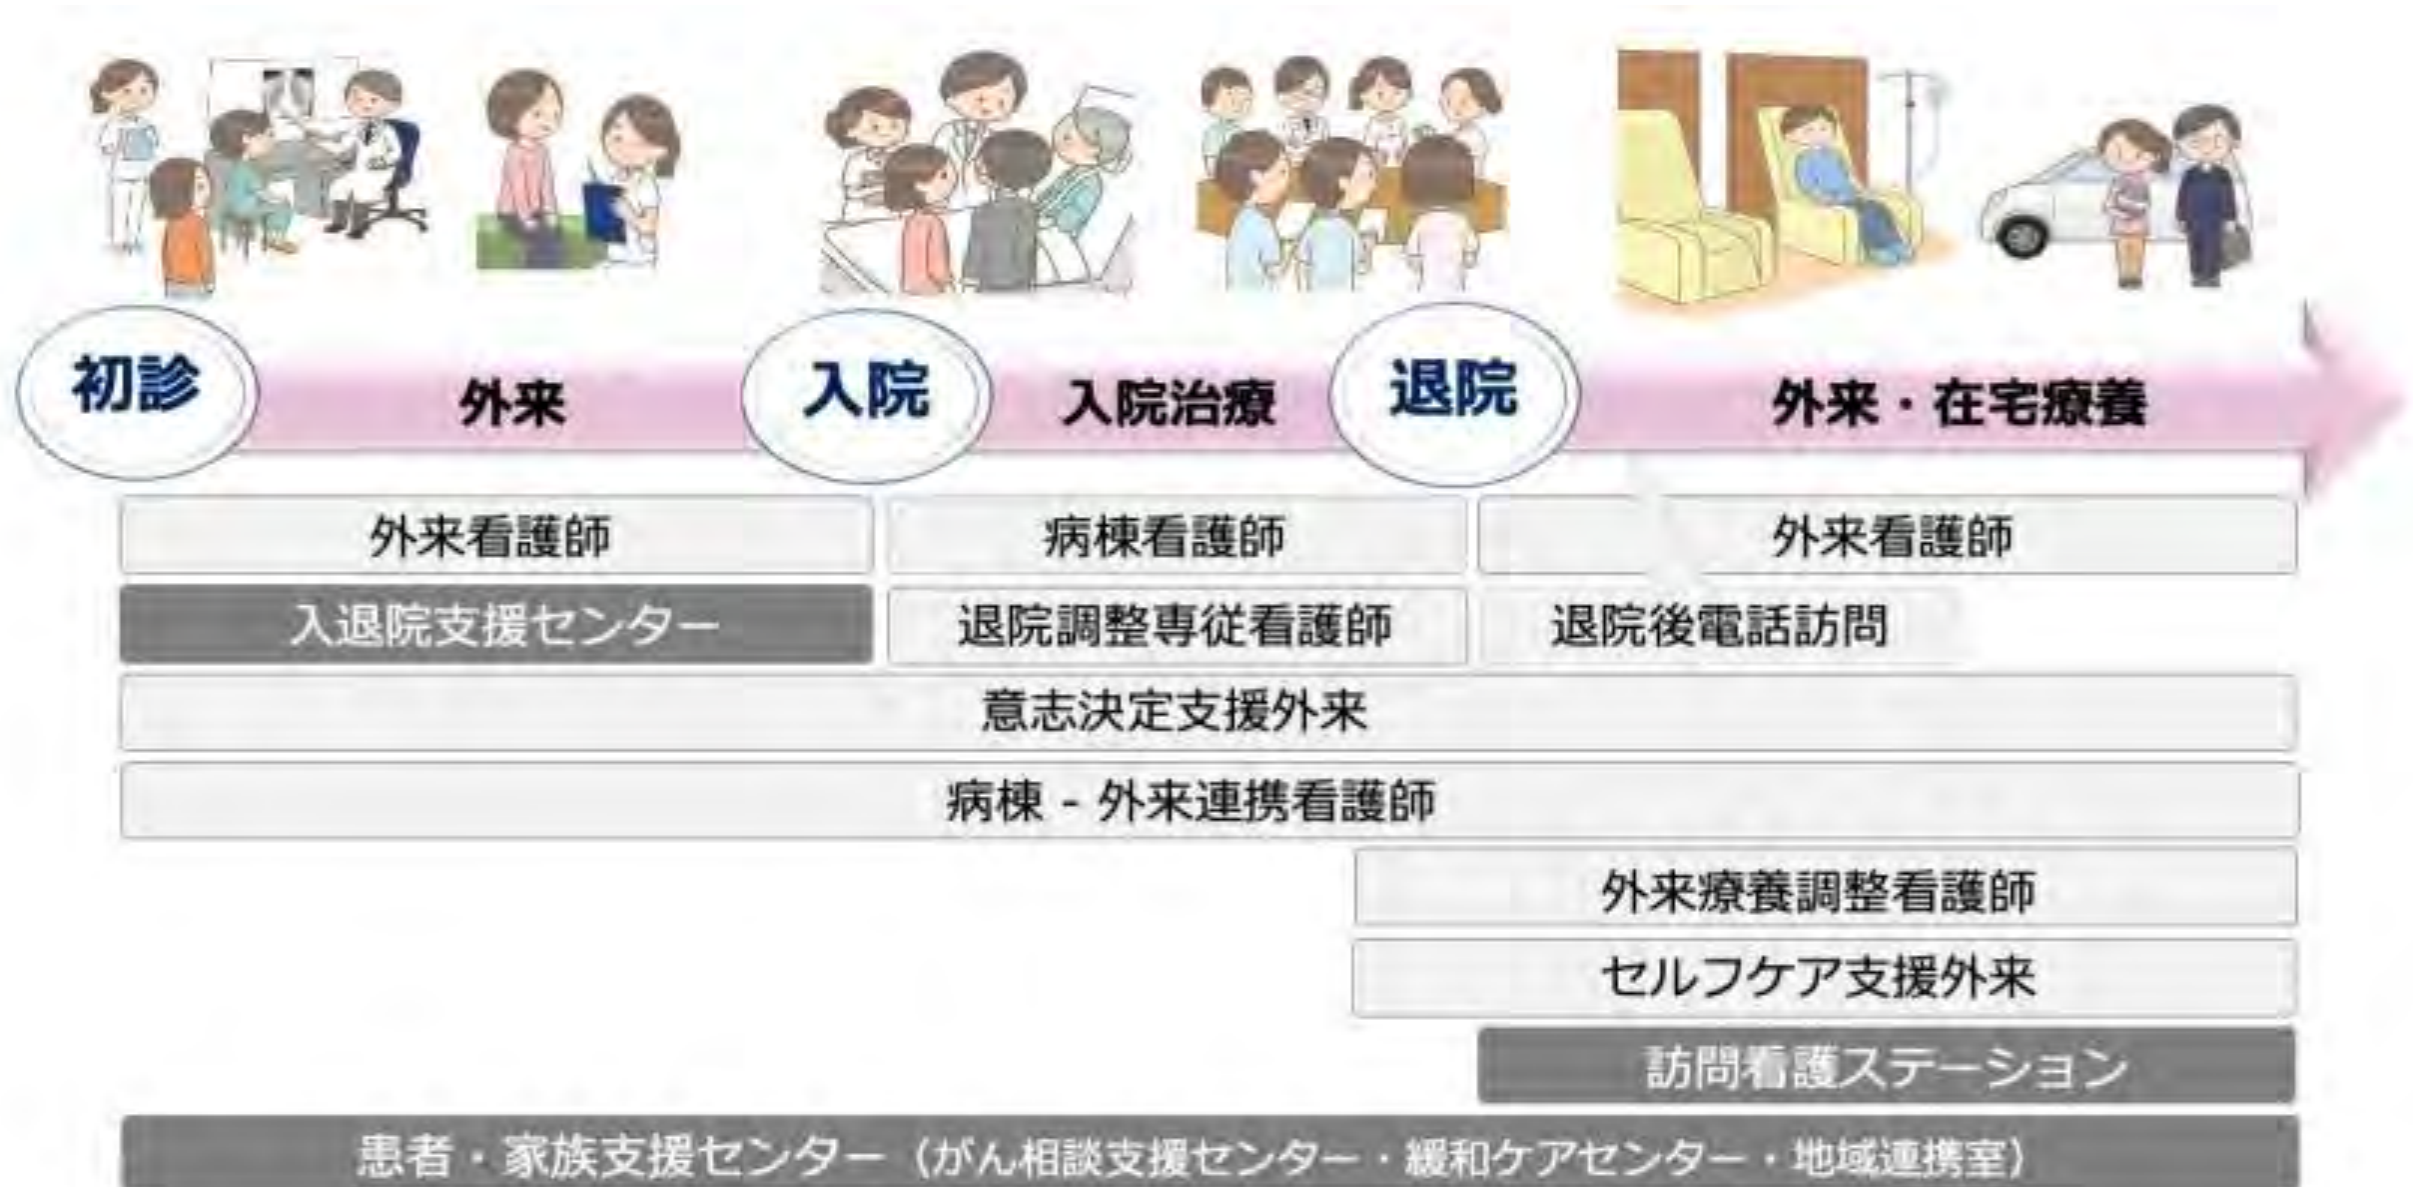 初診
外来
入院
入院治療
退院
外来・在宅療養
外来看護師
病棟看護師
外来看護師
入退院支援センター
退院調整専従看護師
退院後電話訪問
意志決定支援外来
病棟 - 外来連携看護師
外来療養調整看護師
セルフケア支援外来
訪問看護ステーション
患者・家族支援センター（がん相談支援センター・緩和ケアセンター・地域連携室）